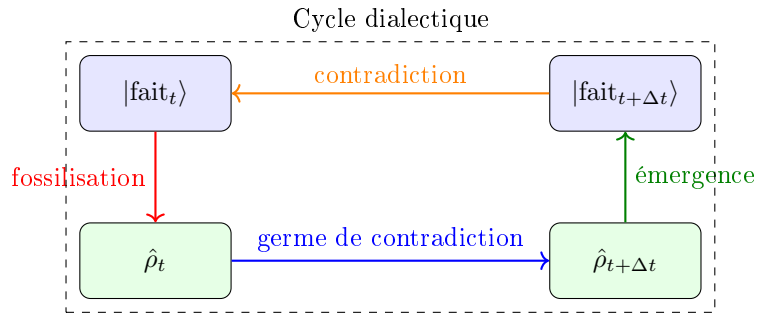 Cycle dialectique
|fait_t⟩
contradiction
|fait_{t+Δt}⟩
fossilisation
émergence
germe de contradiction
ρ̂_t
ρ̂_{t+Δt}